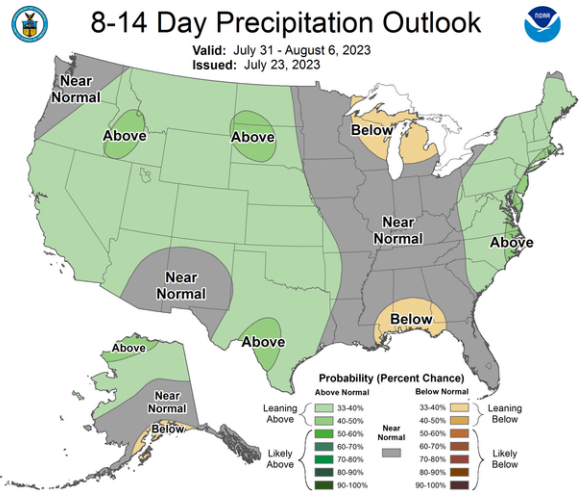 8-14 Day Precipitation Outlook
Valid: July 31 - August 6, 2023
Issued: July 23, 2023
NOAA
Near
Normal
Above
Above
Below
Near
Normal
Above
Near
Normal
Above
Below
Above
Near
Normal
Below
Probability (Percent Chance)
Above Normal
Below Normal
Leaning
Above
33-40%
40-50%
Likely
Above
50-60%
60-70%
70-80%
80-90%
90-100%
Near
Normal
33-40%
40-50%
Leaning
Below
50-60%
60-70%
70-80%
80-90%
90-100%
Likely
Below